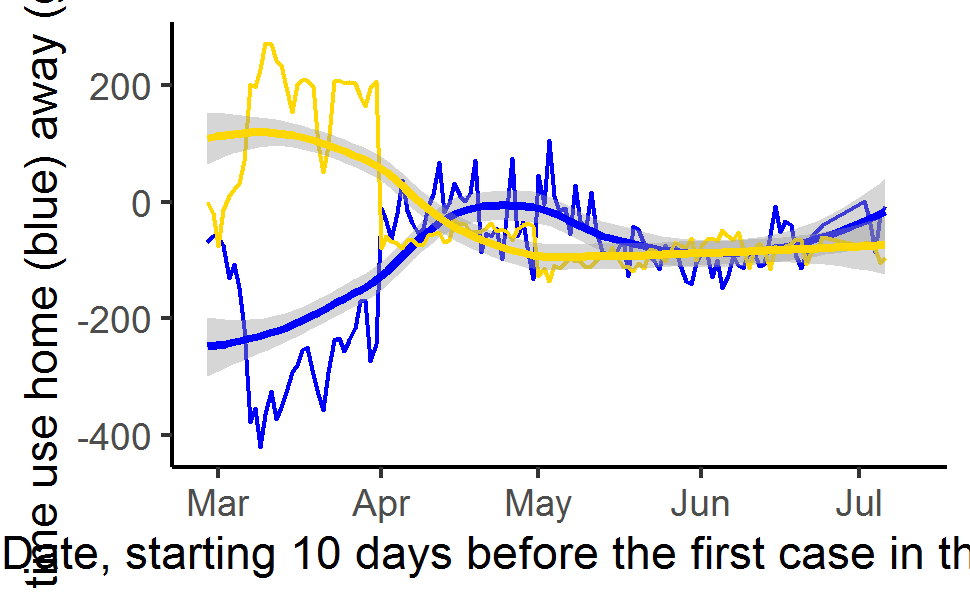 time use home (blue) away (
200
0
-200
-400
Mar Apr May Jun Jul
Date, starting 10 days before the first case in th